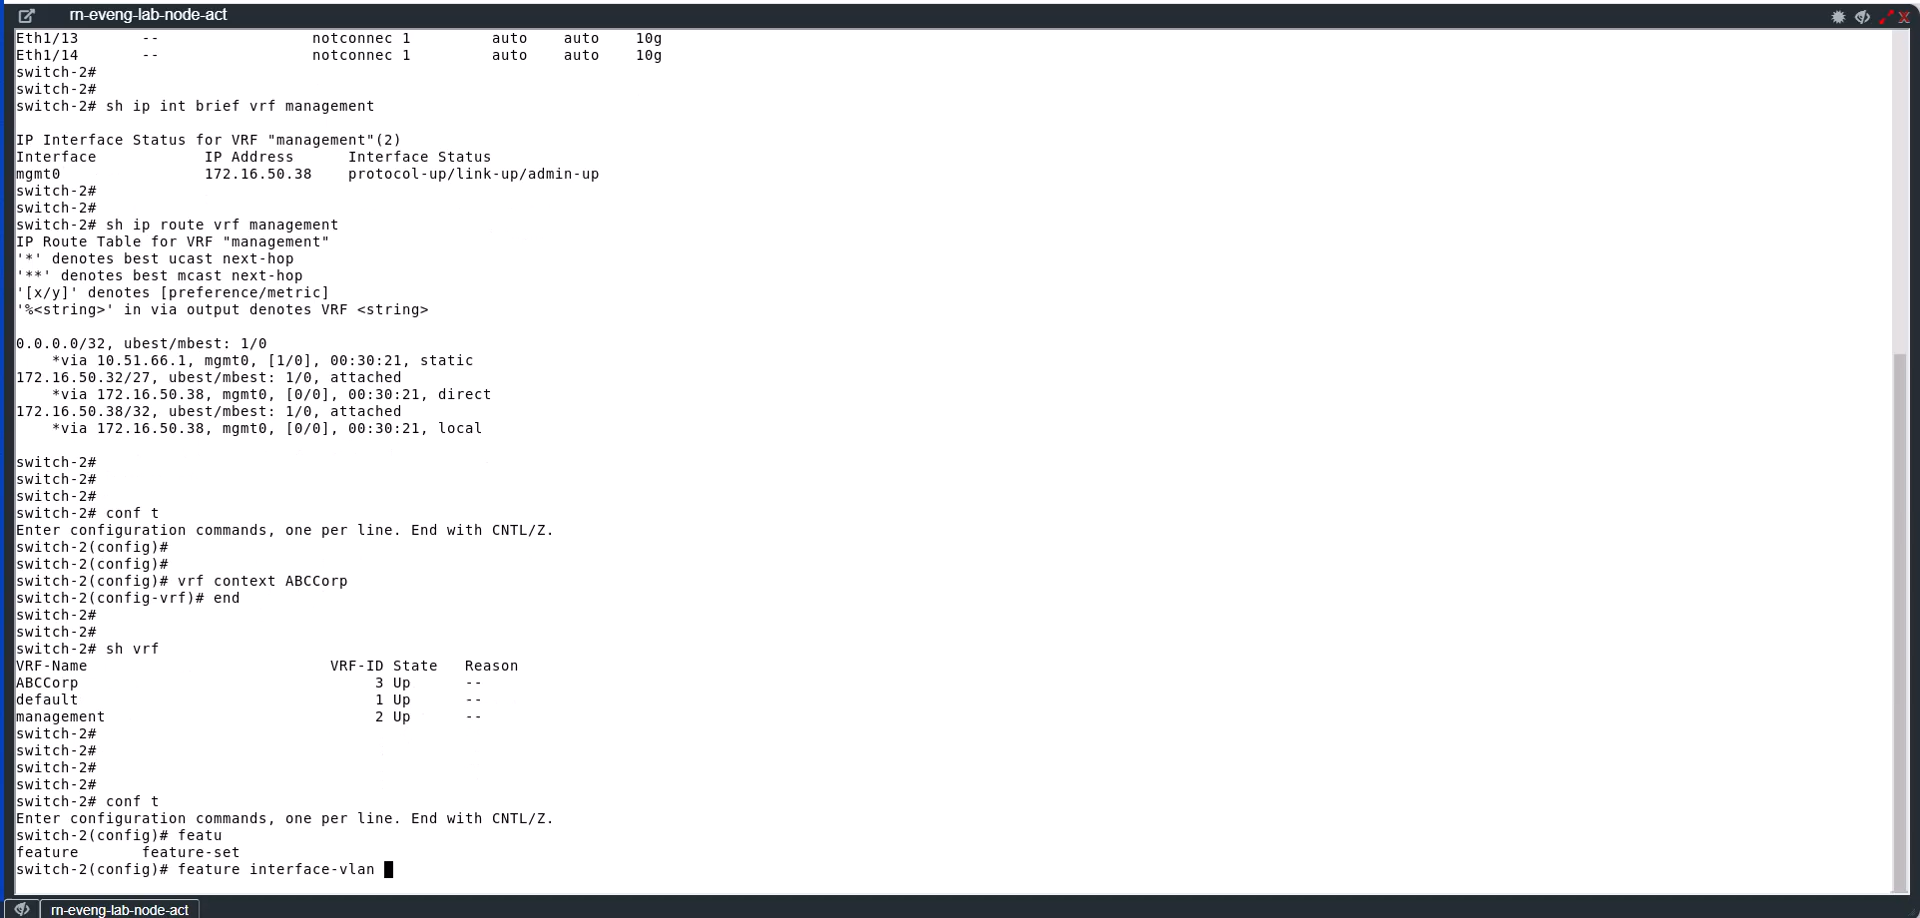 rn-eveng-lab-node-act
Eth1/13       --                 notconnec 1         auto    auto    10g
Eth1/14       --                 notconnec 1         auto    auto    10g
switch-2#
switch-2#
switch-2# sh ip int brief vrf management
IP Interface Status for VRF "management"(2)
Interface            IP Address      Interface Status
mgmt0                172.16.50.38    protocol-up/link-up/admin-up
switch-2#
switch-2#
switch-2# sh ip route vrf management
IP Route Table for VRF "management"
'*' denotes best ucast next-hop
'**' denotes best mcast next-hop
'[x/y]' denotes [preference/metric]
'%<string>' in via output denotes VRF <string>
0.0.0.0/32, ubest/mbest: 1/0
    *via 10.51.66.1, mgmt0, [1/0], 00:30:21, static
172.16.50.32/27, ubest/mbest: 1/0, attached
    *via 172.16.50.38, mgmt0, [0/0], 00:30:21, direct
172.16.50.38/32, ubest/mbest: 1/0, attached
    *via 172.16.50.38, mgmt0, [0/0], 00:30:21, local
switch-2#
switch-2#
switch-2#
switch-2# conf t
Enter configuration commands, one per line. End with CNTL/Z.
switch-2(config)#
switch-2(config)#
switch-2(config)# vrf context ABCCorp
switch-2(config-vrf)# end
switch-2#
switch-2#
switch-2# sh vrf
VRF-Name                           VRF-ID State   Reason
ABCCorp                                 3 Up      --
default                                 1 Up      --
management                              2 Up      --
switch-2#
switch-2#
switch-2#
switch-2#
switch-2# conf t
Enter configuration commands, one per line. End with CNTL/Z.
switch-2(config)# featu
feature       feature-set
switch-2(config)# feature interface-vlan
rn-eveng-lab-node-act